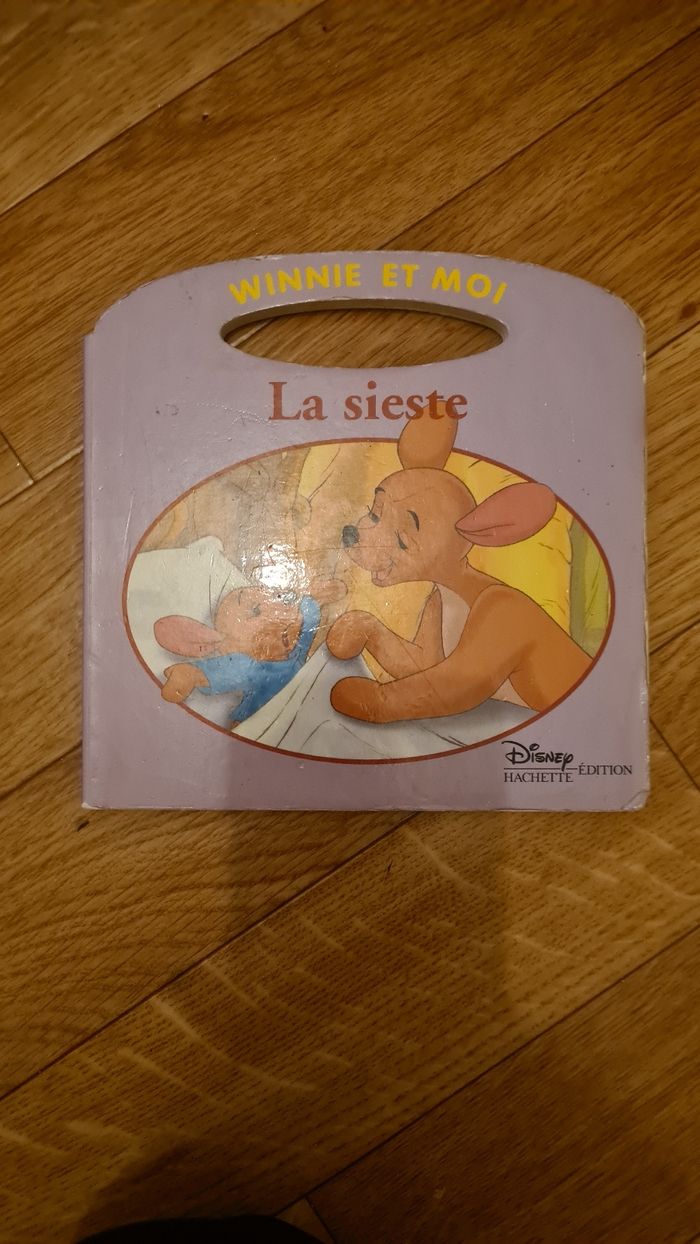 WINNIE ET MOI
La sieste
Disney
HACHETTE ÉDITION